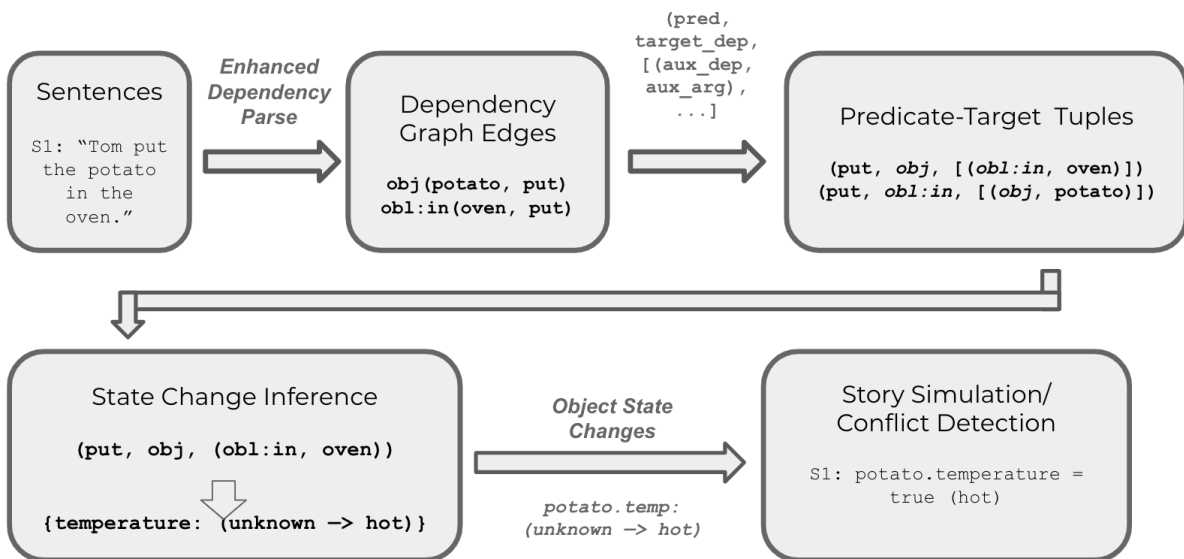 Sentences
S1: “Tom put
the potato
in the
oven.”
Enhanced
Dependency
Parse
Dependency
Graph Edges
obj(potato, put)
obl:in(oven, put)
(pred,
target_dep,
[(aux_dep,
aux_arg),
...]
Predicate-Target Tuples
(put, obj, [(obl:in, oven)])
(put, obl:in, [(obj, potato)])
State Change Inference
(put, obj, (obl:in, oven))
{temperature: (unknown —> hot)}
Object State
Changes
potato.temp:
(unknown —> hot)
Story Simulation/
Conflict Detection
S1: potato.temperature =
true (hot)